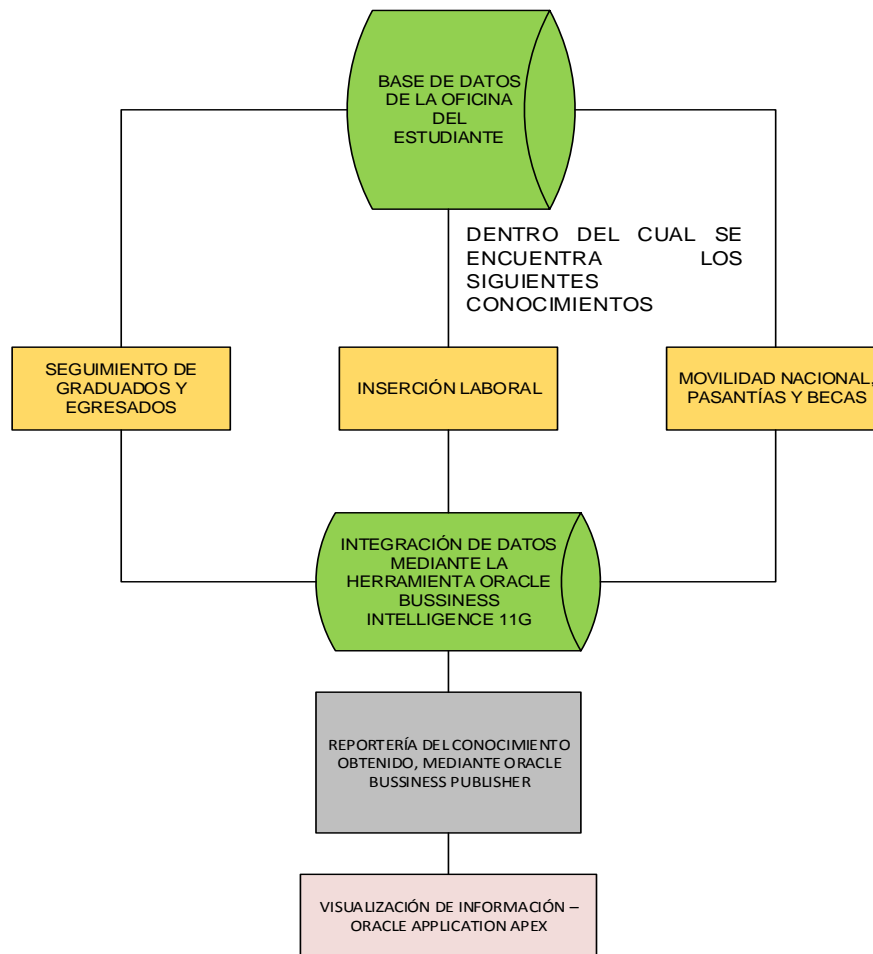 BASE DE DATOS
DE LA OFICINA
DEL
ESTUDIANTE
DENTRO DEL CUAL SE
ENCUENTRA LOS
SIGUIENTES
CONOCIMIENTOS
SEGUIMIENTO DE
GRADUADOS Y
EGRESADOS
INSERCIÓN LABORAL
MOVILIDAD NACIONAL,
PASANTÍAS Y BECAS
INTEGRACIÓN DE DATOS
MEDIANTE LA
HERRAMIENTA ORACLE
BUSSINESS
INTELLIGENCE 11G
REPORTERÍA DEL CONOCIMIENTO
OBTENIDO, MEDIANTE ORACLE
BUSSINESS PUBLISHER
VISUALIZACIÓN DE INFORMACIÓN –
ORACLE APPLICATION APEX